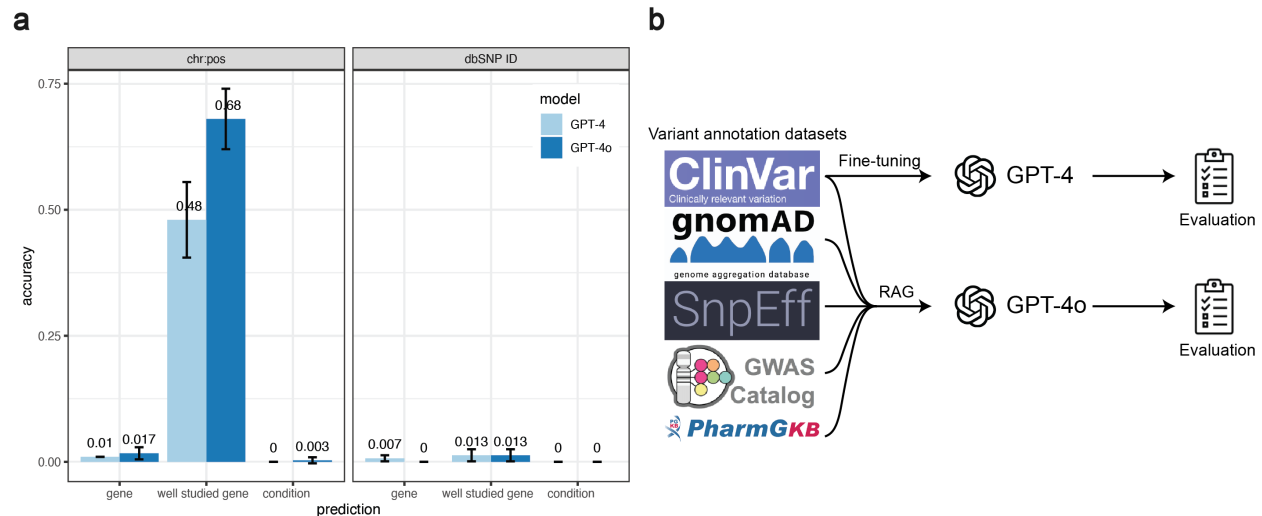 a
chr:pos
dbSNP ID
0.75
0.50
0.25
0.00
accuracy
0.01
0.017
0.48
0.68
0
0.003
0.007
0
0.013
0.013
0
0
model
GPT-4
GPT-4o
gene
well studied gene
condition
gene
well studied gene
condition
prediction
b
Variant annotation datasets
ClinVar
Clinically relevant variation
gnomAD
genome aggregation database
SnpEff
GWAS
Catalog
PGKB
PharmGKB
Fine-tuning
GPT-4
Evaluation
RAG
GPT-4o
Evaluation